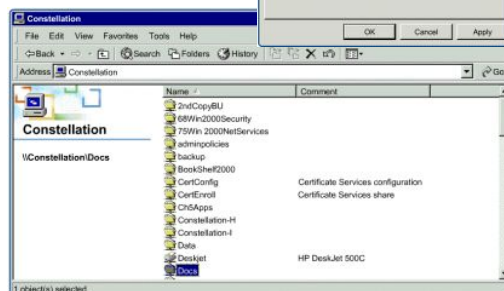 OK Cancel Apply
Constellation
File Edit View Favorites Tools Help
Back Search Folders History
Address Constellation Go
Name Comment
Constellation
\\Constellation\Docs
2ndCopyBU
68Win2000Security
75Win 2000NetServices
adminpolicies
backup
BookShelf2000
CertConfig Certificate Services configuration
CertEnroll Certificate Services share
Ch5Apps
Constellation-H
Constellation-I
Data
Deskjet HP DeskJet 500C
Docs
1 object(s) selected